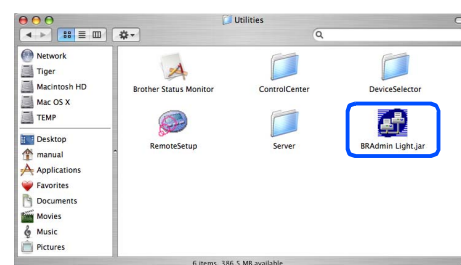 Utilities
Network
Tiger
Macintosh HD
Mac OS X
TEMP
Desktop
manual
Applications
Favorites
Documents
Movies
Music
Pictures
Brother Status Monitor
ControlCenter
DeviceSelector
RemoteSetup
Server
BRAdmin Light.jar
6 items, 386.5 MB available